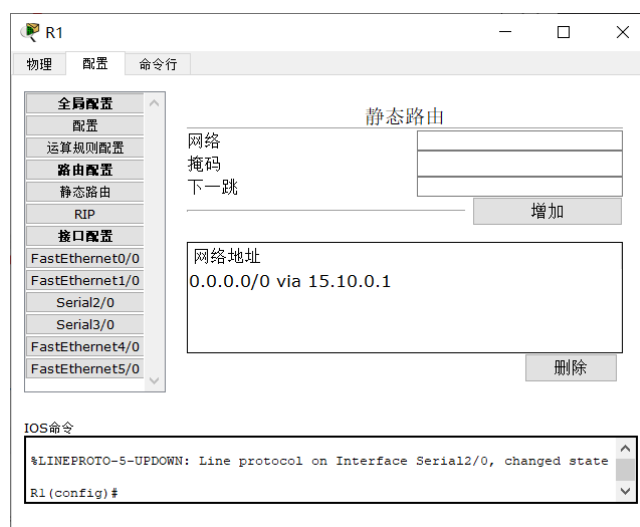 R1
物理 配置 命令行
全局配置
配置
运算规则配置
路由配置
静态路由
RIP
接口配置
FastEthernet0/0
FastEthernet1/0
Serial2/0
Serial3/0
FastEthernet4/0
FastEthernet5/0
静态路由
网络
掩码
下一跳
增加
网络地址
0.0.0.0/0 via 15.10.0.1
删除
IOS命令
%LINEPROTO-5-UPDOWN: Line protocol on Interface Serial2/0, changed state
R1(config)#